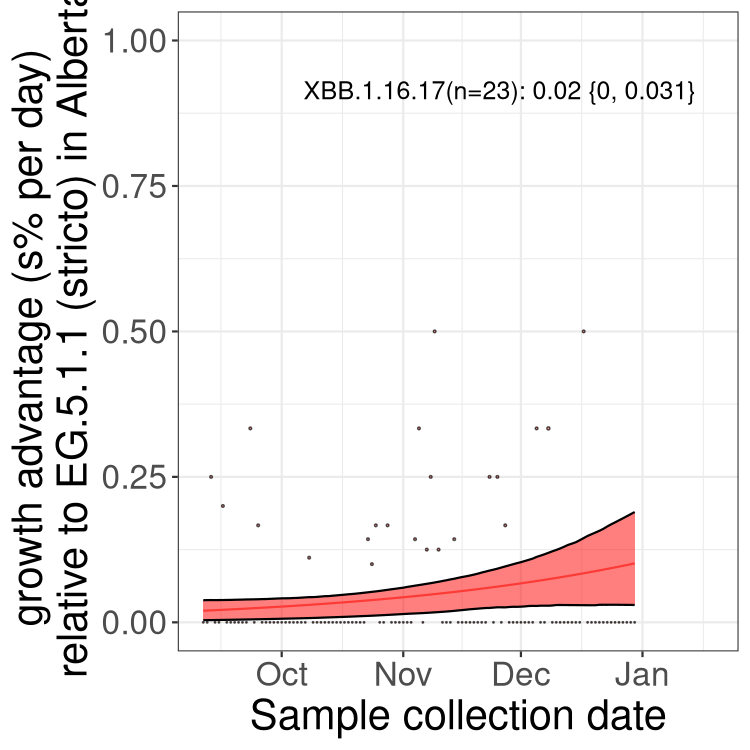 growth advantage (s% per day)
relative to EG.5.1.1 (stricto) in Alberta
1.00
0.75
0.50
0.25
0.00
XBB.1.16.17(n=23): 0.02 {0, 0.031}
Oct Nov Dec Jan
Sample collection date